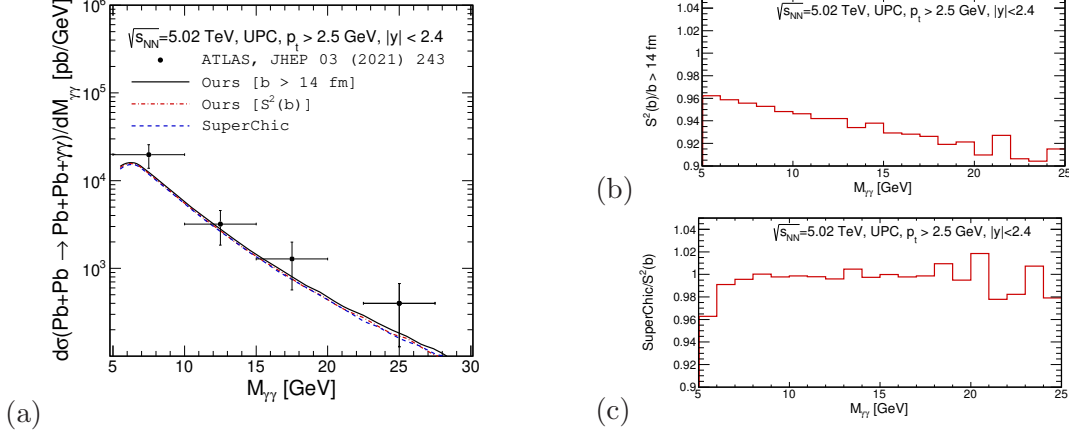 dσ(Pb+Pb → Pb+Pb+γγ)/dM_γγ [pb/GeV]
10^6
10^5
10^4
10^3
√s_NN=5.02 TeV, UPC, p_t > 2.5 GeV, |y| < 2.4
ATLAS, JHEP 03 (2021) 243
Ours [b > 14 fm]
Ours [S^2(b)]
SuperChic
5 10 15 20 25 30
M_γγ [GeV]
(a)
S^2(b)/b > 14 fm
√s_NN=5.02 TeV, UPC, p_t > 2.5 GeV, |y|<2.4
1.04
1.02
1
0.98
0.96
0.94
0.92
0.9
5 10 15 20 25
M_γγ [GeV]
(b)
SuperChic/S^2(b)
√s_NN=5.02 TeV, UPC, p_t > 2.5 GeV, |y|<2.4
1.04
1.02
1
0.98
0.96
0.94
0.92
0.9
5 10 15 20 25
M_γγ [GeV]
(c)